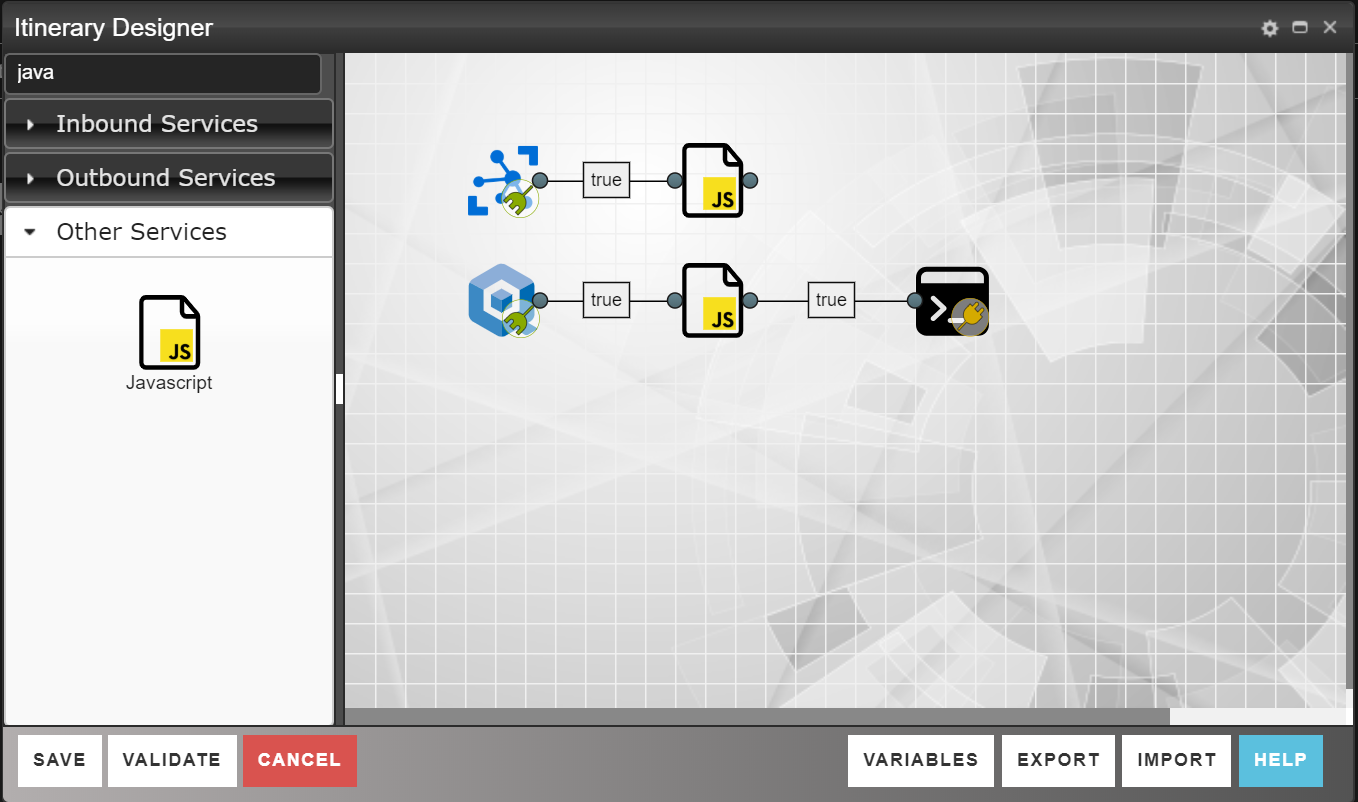 Itinerary Designer
java
Inbound Services
Outbound Services
Other Services
JS
Javascript
true
JS
true
JS
true
SAVE
VALIDATE
CANCEL
VARIABLES
EXPORT
IMPORT
HELP